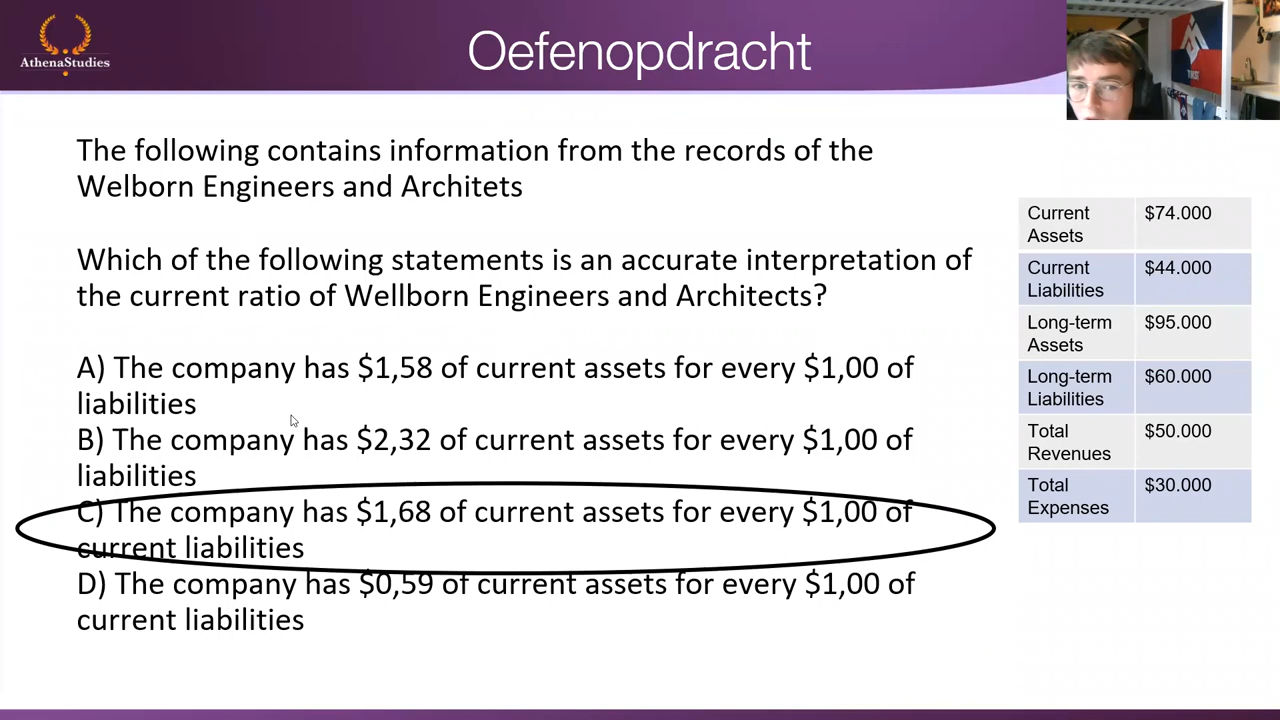 AthenaStudies
Oefenopdracht
The following contains information from the records of the
Welborn Engineers and Architets
Which of the following statements is an accurate interpretation of
the current ratio of Wellborn Engineers and Architects?
A) The company has $1,58 of current assets for every $1,00 of
liabilities
B) The company has $2,32 of current assets for every $1,00 of
liabilities
C) The company has $1,68 of current assets for every $1,00 of
current liabilities
D) The company has $0,59 of current assets for every $1,00 of
current liabilities
Current
Assets
$74.000
Current
Liabilities
$44.000
Long-term
Assets
$95.000
Long-term
Liabilities
$60.000
Total
Revenues
$50.000
Total
Expenses
$30.000